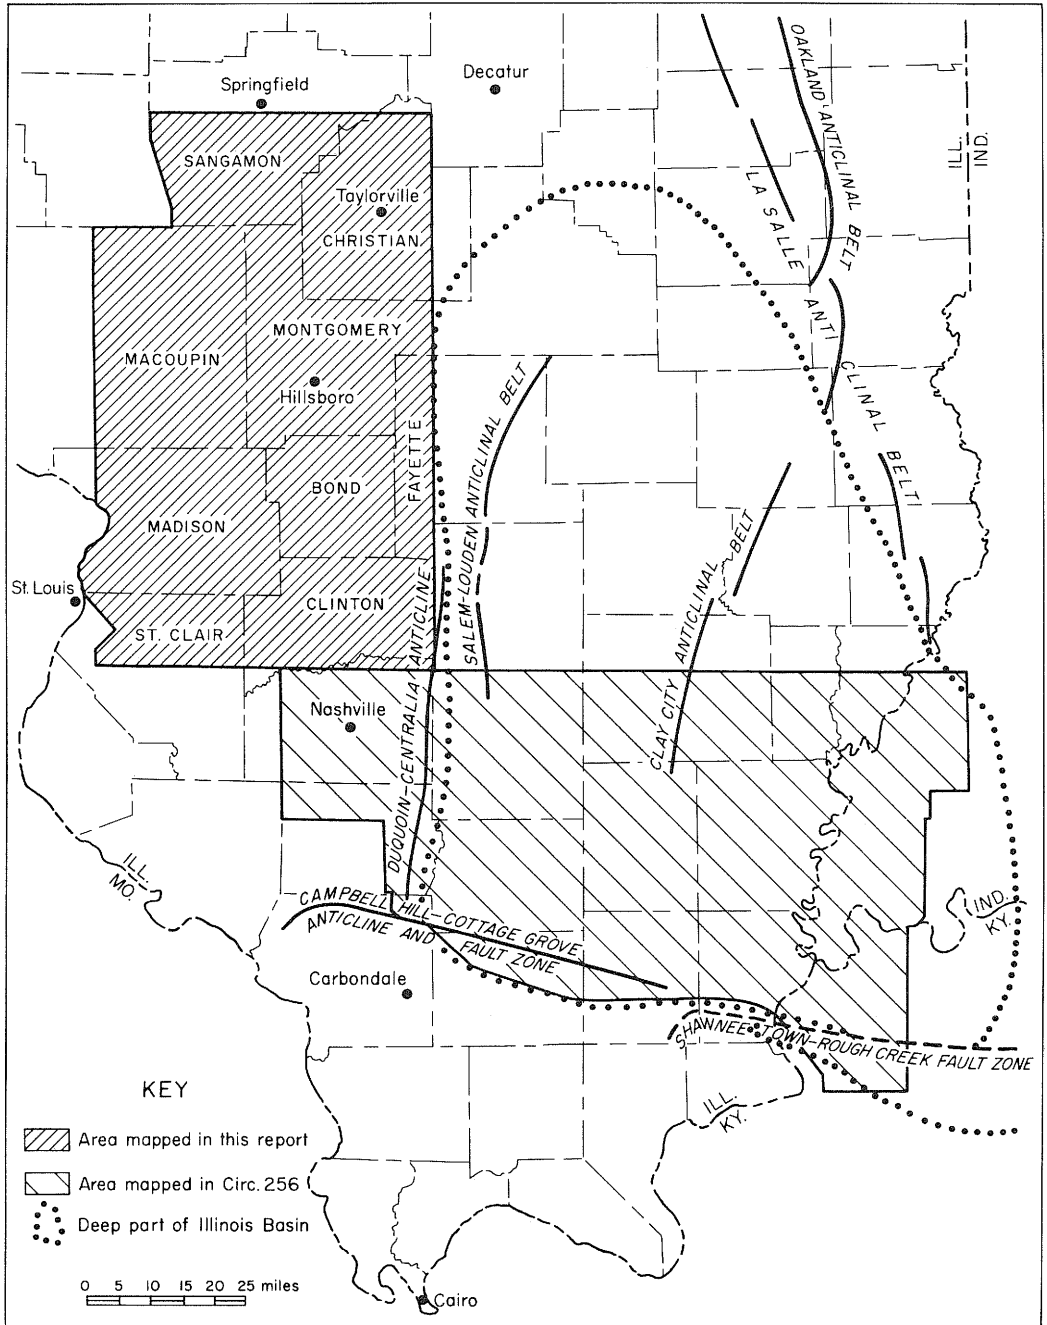 Springfield
Decatur
OAKLAND ANTICLINAL BELT
ILL.
IND.
SANGAMON
Taylorville
CHRISTIAN
LA SALLE ANTICLINAL BELT
MONTGOMERY
MACOUPIN
Hillsboro
FAYETTE
SALEM-LOUDEN ANTICLINAL BELT
BOND
MADISON
St. Louis
CLINTON
ST. CLAIR
DUQUOIN-CENTRALIA ANTICLINE
CLAY CITY ANTICLINAL BELT
Nashville
ILL.
MO.
CAMPBELL HILL-COTTAGE GROVE
ANTICLINE AND FAULT ZONE
IND.
KY.
Carbondale
SHAWNEETOWN-ROUGH CREEK FAULT ZONE
ILL.
KY.
KEY
Area mapped in this report
Area mapped in Circ. 256
Deep part of Illinois Basin
0 5 10 15 20 25 miles
Cairo